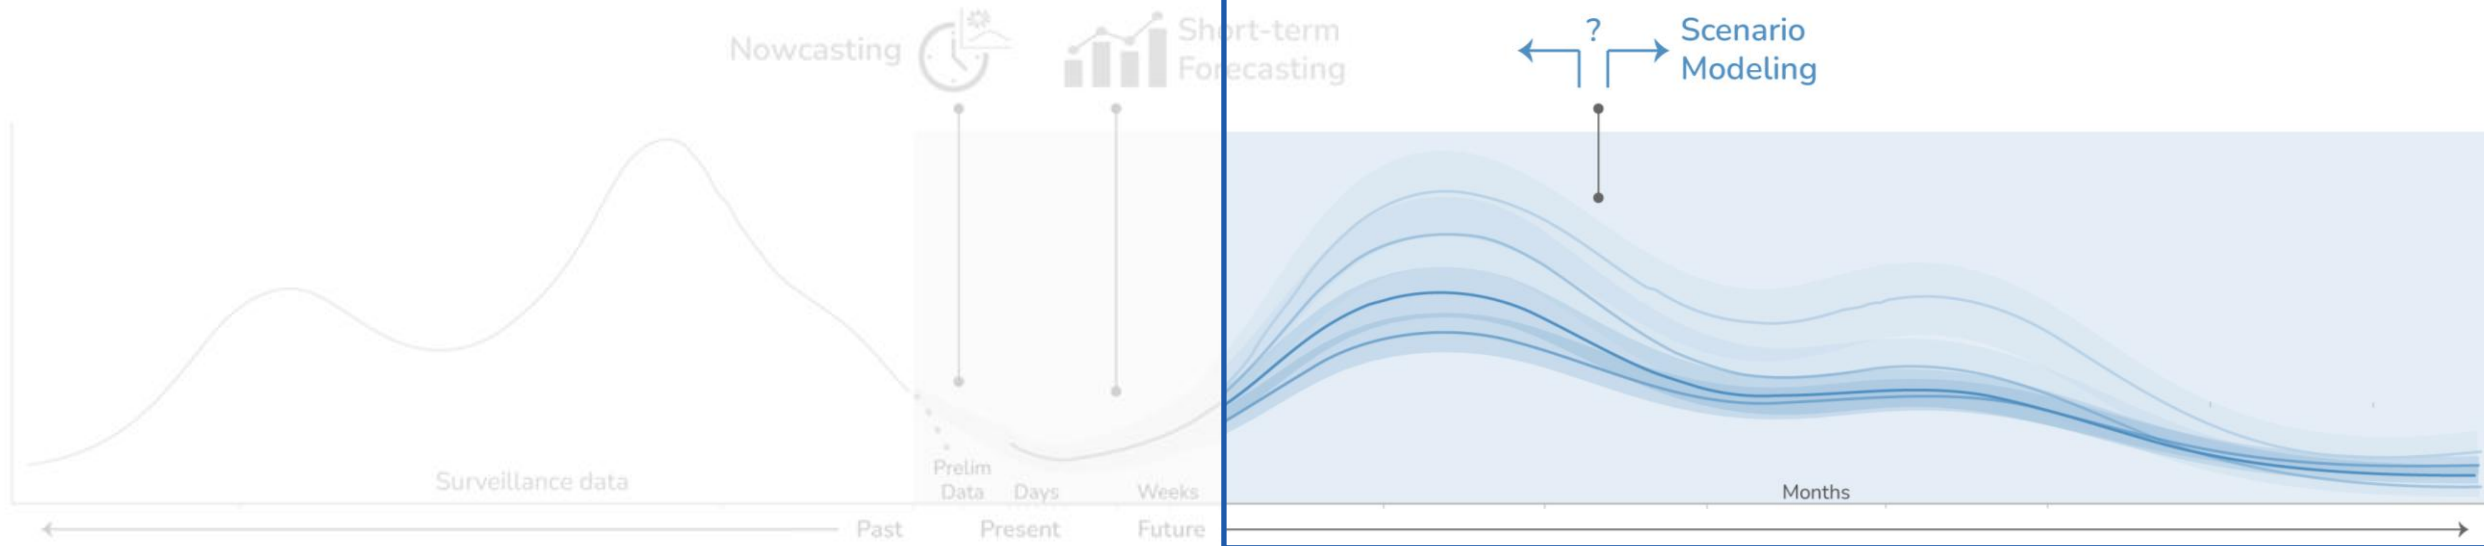 Nowcasting
Short-term
Forecasting
?
Scenario
Modeling
Surveillance data
Prelim
Data
Days
Weeks
Months
Past
Present
Future